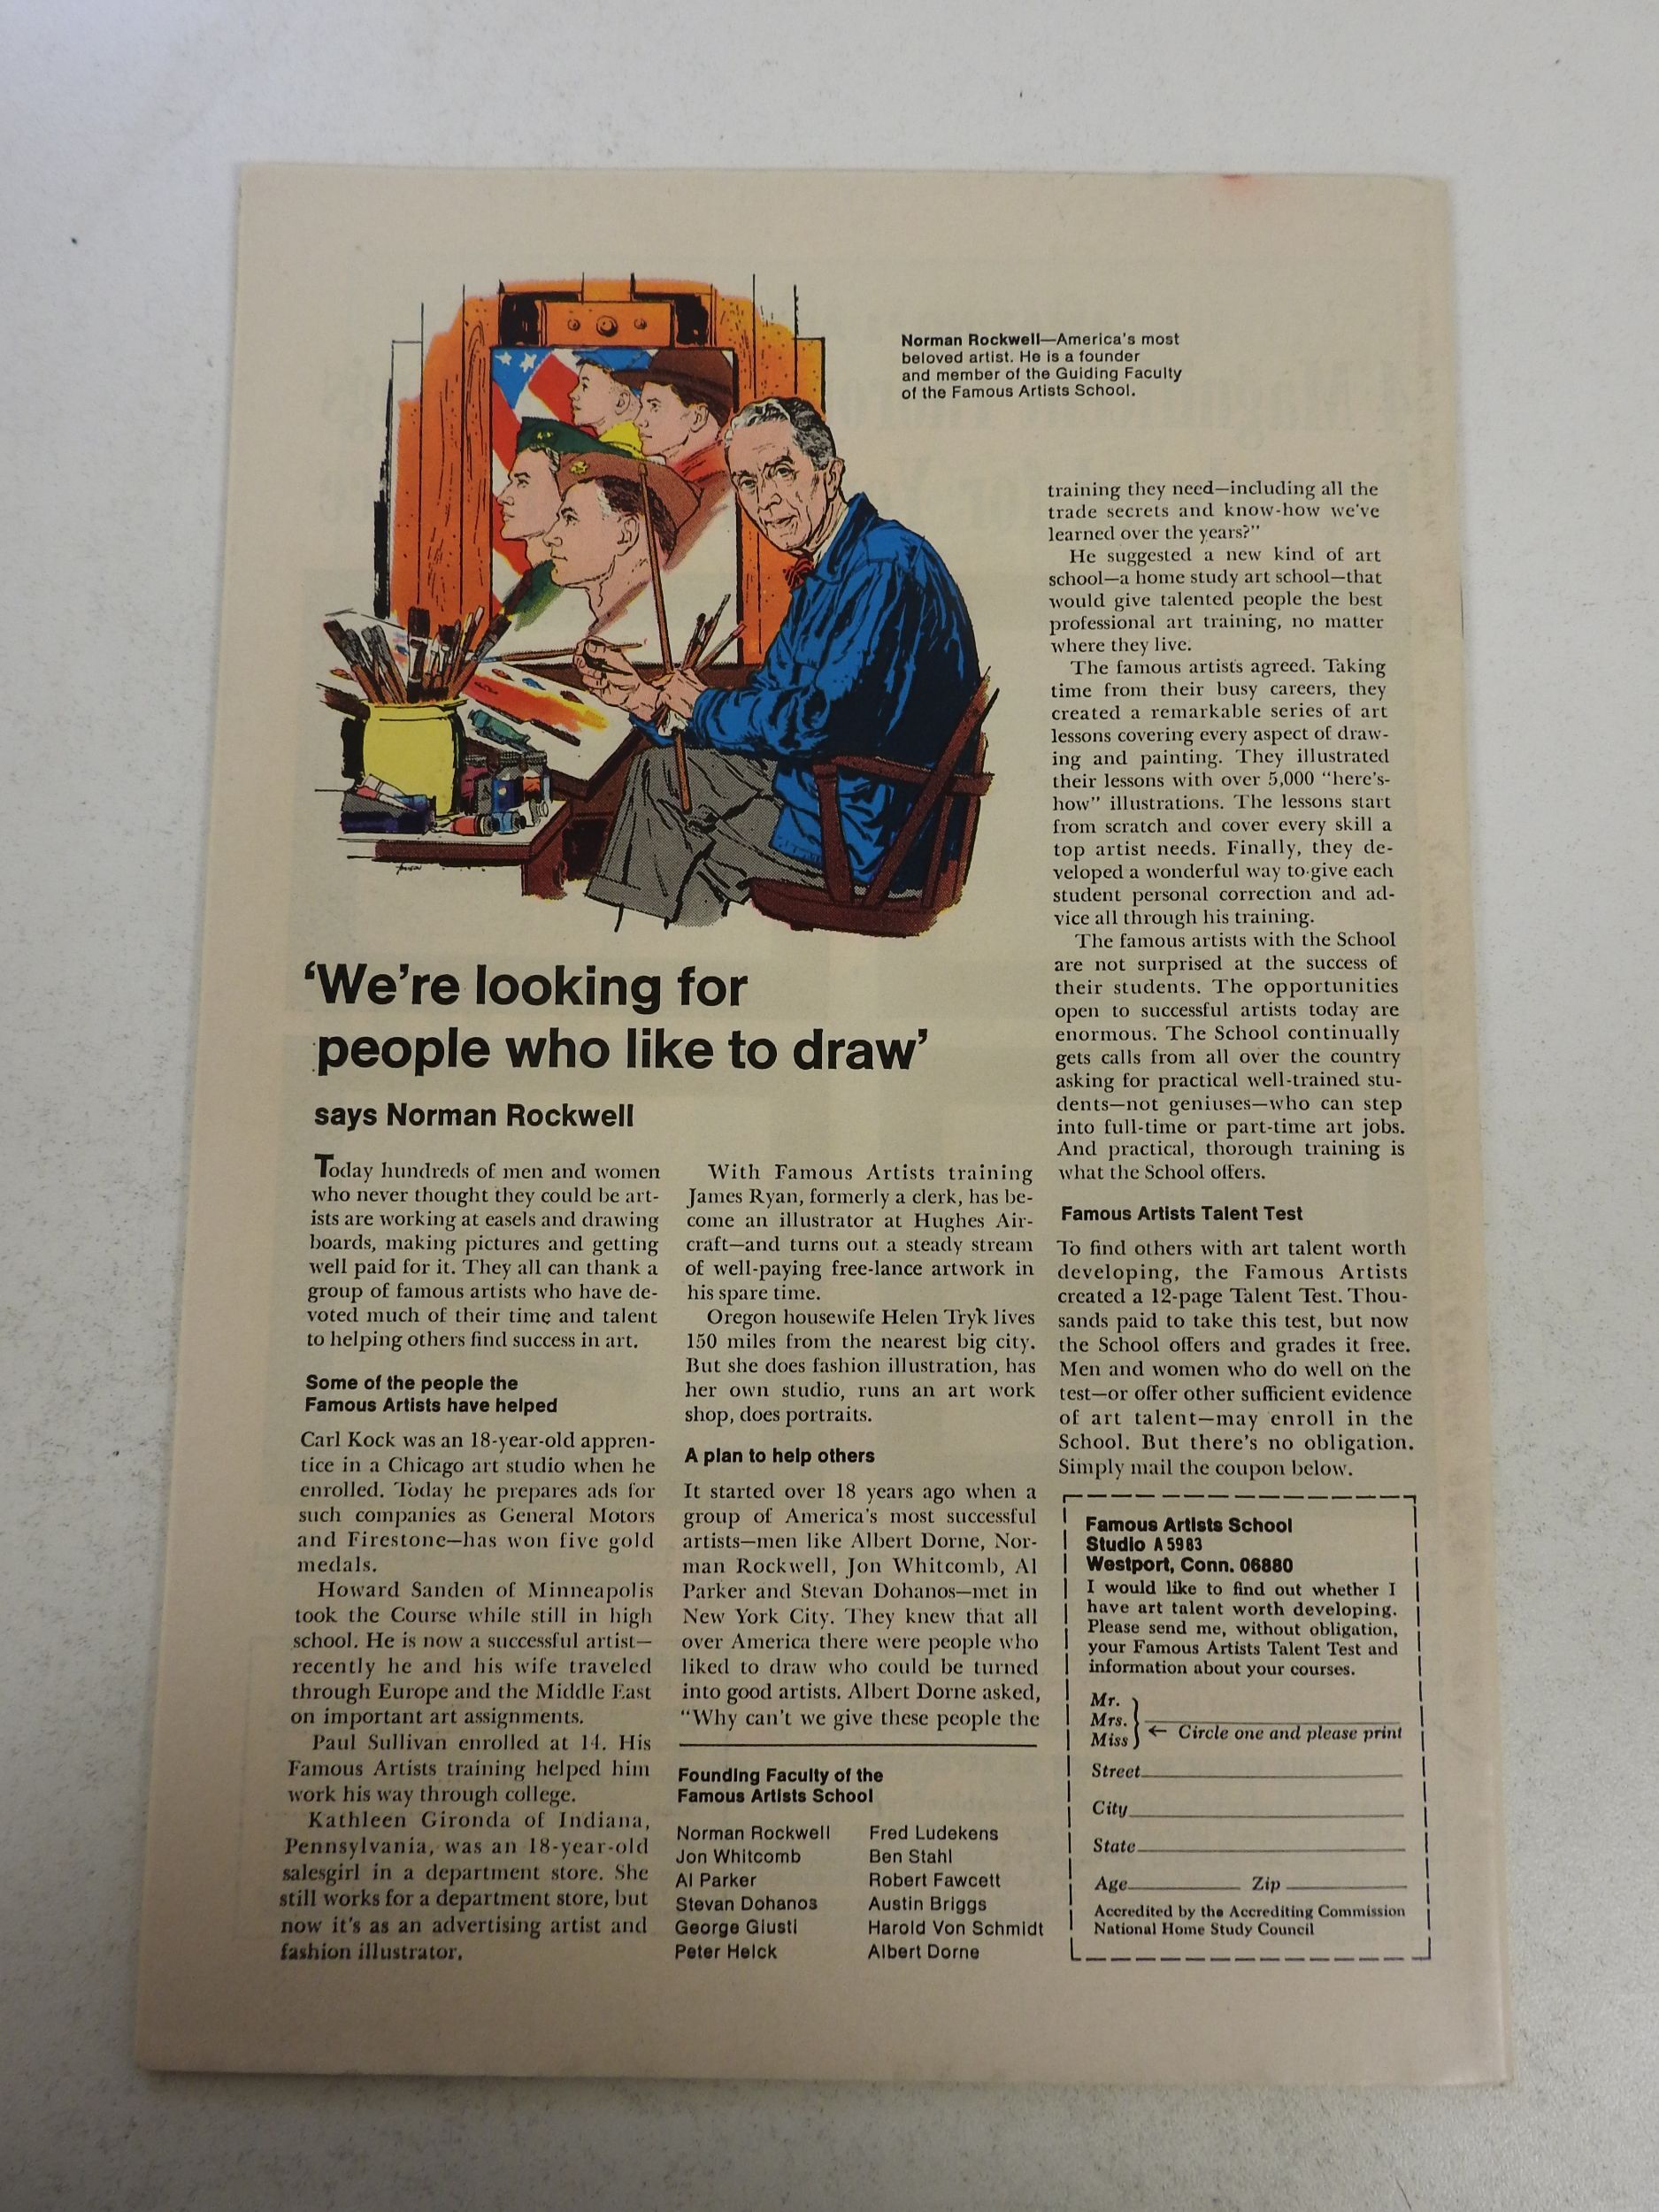 Norman Rockwell—America's most
beloved artist. He is a founder
and member of the Guiding Faculty
of the Famous Artists School.
'We're looking for
people who like to draw'
says Norman Rockwell
Today hundreds of men and women
who never thought they could be art-
ists are working at easels and drawing
boards, making pictures and getting
well paid for it. They all can thank a
group of famous artists who have de-
voted much of their time and talent
to helping others find success in art.
Some of the people the
Famous Artists have helped
Carl Kock was an 18-year-old appren-
tice in a Chicago art studio when he
enrolled. Today he prepares ads for
such companies as General Motors
and Firestone—has won five gold
medals.
Howard Sanden of Minneapolis
took the Course while still in high
school. He is now a successful artist—
recently he and his wife traveled
through Europe and the Middle East
on important art assignments.
Paul Sullivan enrolled at 14. His
Famous Artists training helped him
work his way through college.
Kathleen Gironda of Indiana,
Pennsylvania, was an 18-year-old
salesgirl in a department store. She
still works for a department store, but
now it's as an advertising artist and
fashion illustrator.
With Famous Artists training
James Ryan, formerly a clerk, has be-
come an illustrator at Hughes Air-
craft—and turns out a steady stream
of well-paying free-lance artwork in
his spare time.
Oregon housewife Helen Tryk lives
150 miles from the nearest big city.
But she does fashion illustration, has
her own studio, runs an art work
shop, does portraits.
A plan to help others
It started over 18 years ago when a
group of America's most successful
artists—men like Albert Dorne, Nor-
man Rockwell, Jon Whitcomb, Al
Parker and Stevan Dohanos—met in
New York City. They knew that all
over America there were people who
liked to draw who could be turned
into good artists. Albert Dorne asked,
"Why can't we give these people the
Founding Faculty of the
Famous Artists School
Norman Rockwell
Jon Whitcomb
Al Parker
Stevan Dohanos
George Giusti
Peter Helck
Fred Ludekens
Ben Stahl
Robert Fawcett
Austin Briggs
Harold Von Schmidt
Albert Dorne
training they need—including all the
trade secrets and know-how we've
learned over the years?"
He suggested a new kind of art
school—a home study art school—that
would give talented people the best
professional art training, no matter
where they live.
The famous artists agreed. Taking
time from their busy careers, they
created a remarkable series of art
lessons covering every aspect of draw-
ing and painting. They illustrated
their lessons with over 5,000 "here's-
how" illustrations. The lessons start
from scratch and cover every skill a
top artist needs. Finally, they de-
veloped a wonderful way to give each
student personal correction and ad-
vice all through his training.
The famous artists with the School
are not surprised at the success of
their students. The opportunities
open to successful artists today are
enormous. The School continually
gets calls from all over the country
asking for practical well-trained stu-
dents—not geniuses—who can step
into full-time or part-time art jobs.
And practical, thorough training is
what the School offers.
Famous Artists Talent Test
To find others with art talent worth
developing, the Famous Artists
created a 12-page Talent Test. Thou-
sands paid to take this test, but now
the School offers and grades it free.
Men and women who do well on the
test—or offer other sufficient evidence
of art talent—may enroll in the
School. But there's no obligation.
Simply mail the coupon below.
Famous Artists School
Studio A 5983
Westport, Conn. 06880
I would like to find out whether I
have art talent worth developing.
Please send me, without obligation,
your Famous Artists Talent Test and
information about your courses.
Mr.
Mrs.
Miss
← Circle one and please print
Street
City
State
Age Zip
Accredited by the Accrediting Commission
National Home Study Council